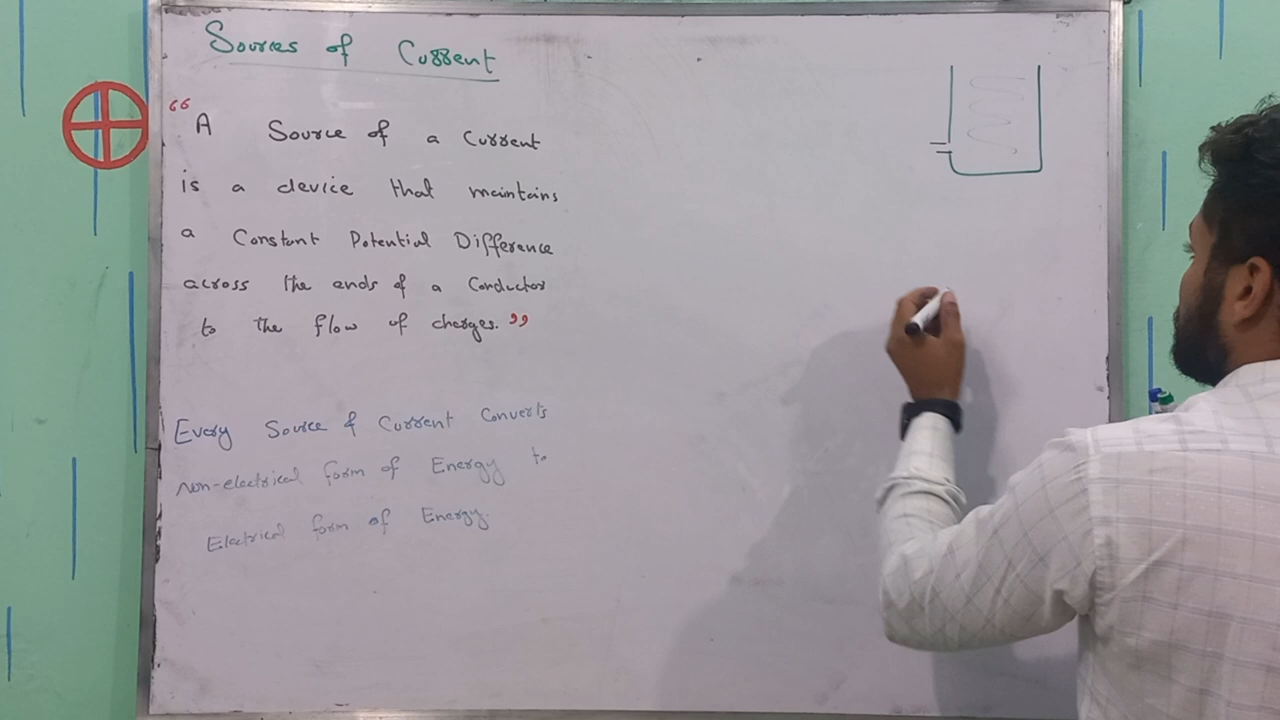 Sources of Current
“ A Source of a Current
is a device that maintains
a Constant Potential Difference
across the ends of a Conductor
to the flow of charges. ”
Every Source of Current Converts
non-electrical form of Energy to
Electrical form of Energy.